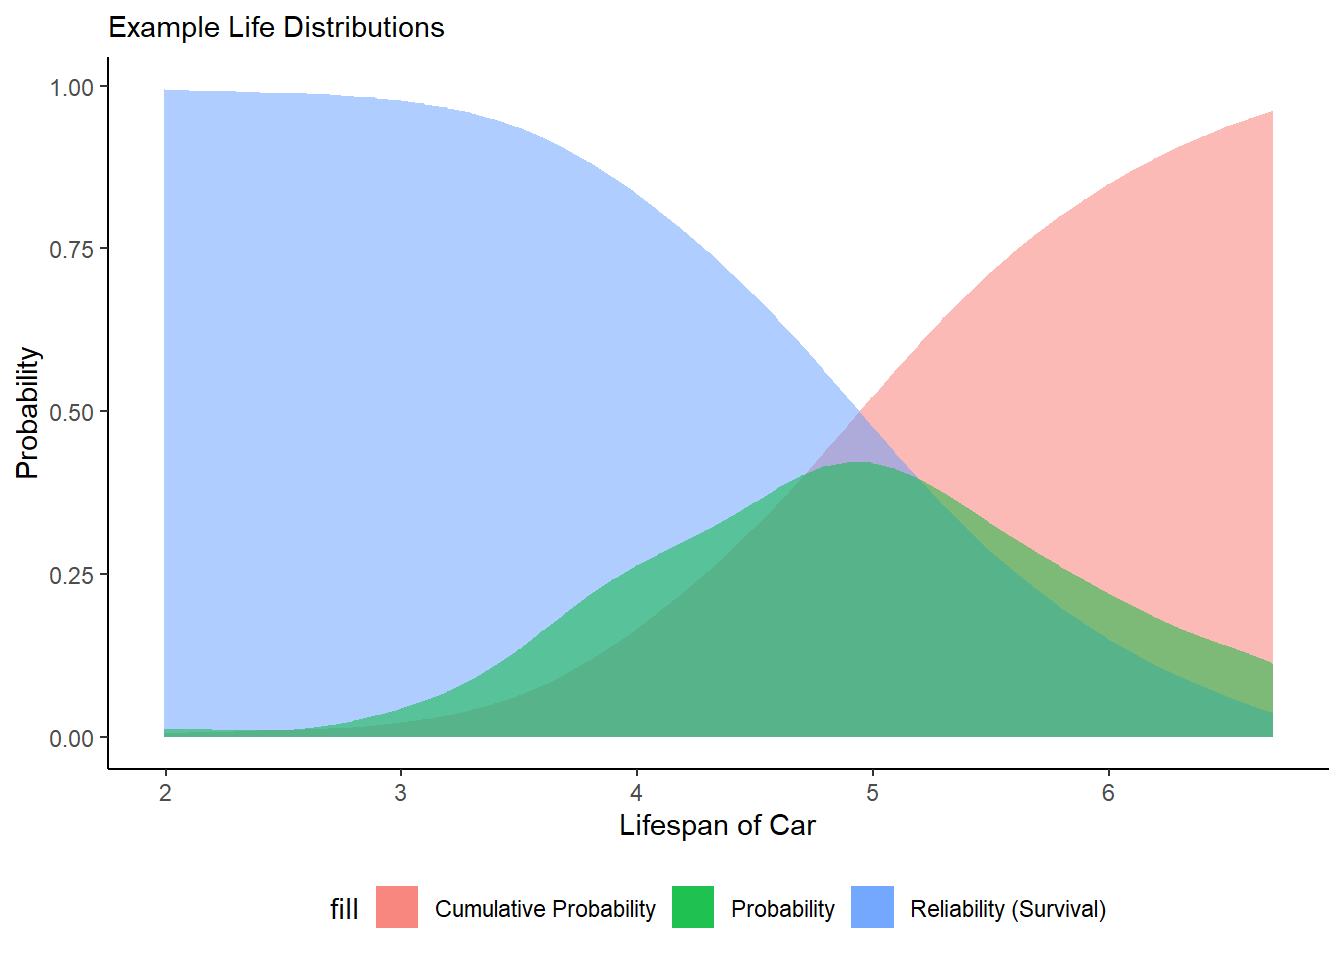 Example Life Distributions
1.00
0.75
0.50
0.25
0.00
Probability
2 3 4 5 6
Lifespan of Car
fill Cumulative Probability Probability Reliability (Survival)